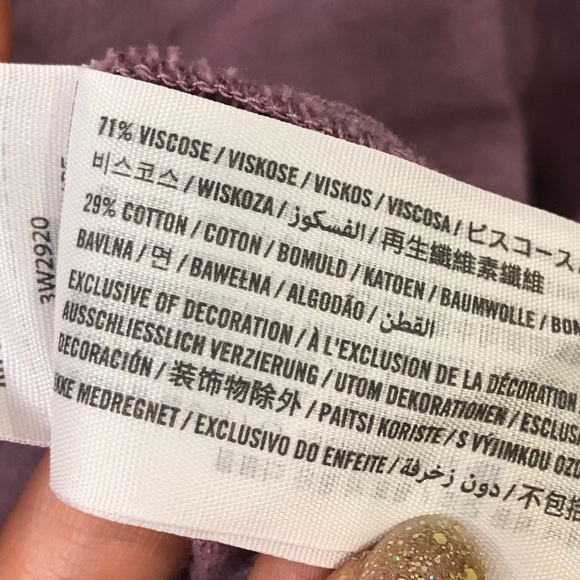 71% VISCOSE / VISKOSE / VISKOS / VISCOSA / ビスコース
비스코스 / WISKOZA / الفسكوز / 再生纖維素纖維
29% COTTON / COTON / BOMULD / KATOEN / BAUMWOLLE /
BAVLNA / 면 / BAWEŁNA / ALGODÃO / القطن
EXCLUSIVE OF DECORATION / À L'EXCLUSION DE LA DÉCORATION
AUSSCHLIESSLICH VERZIERUNG / UTOM DEKORATIONEN /
DECORACIÓN / 装饰物除外 / PAITSI KORISTE / S VÝJIMKOU
MEDREGNET / EXCLUSIVO DO ENFEITE / دون زخرفة / 不包括
3W2920